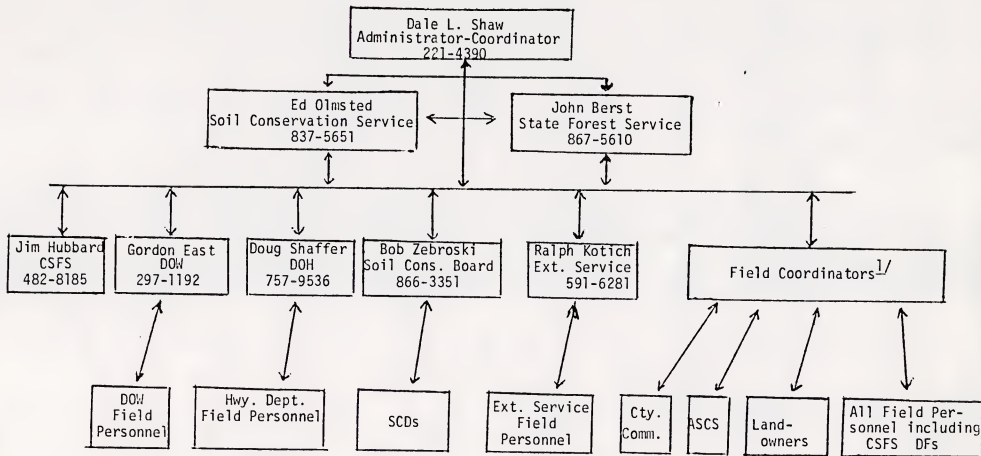 Dale L. Shaw
Administrator-Coordinator
221-4390
Ed Olmsted
Soil Conservation Service
837-5651
John Berst
State Forest Service
867-5610
Jim Hubbard
CSFS
482-8185
Gordon East
DOW
297-1192
Doug Shaffer
DOH
757-9536
Bob Zebroski
Soil Cons. Board
866-3351
Ralph Kotich
Ext. Service
591-6281
Field Coordinators 1/
DOW
Field
Personnel
Hwy. Dept.
Field Personnel
SCDs
Ext. Service
Field
Personnel
Cty.
Comm.
ASCS
Land-
owners
All Field Per-
sonnel including
CSFS DFs